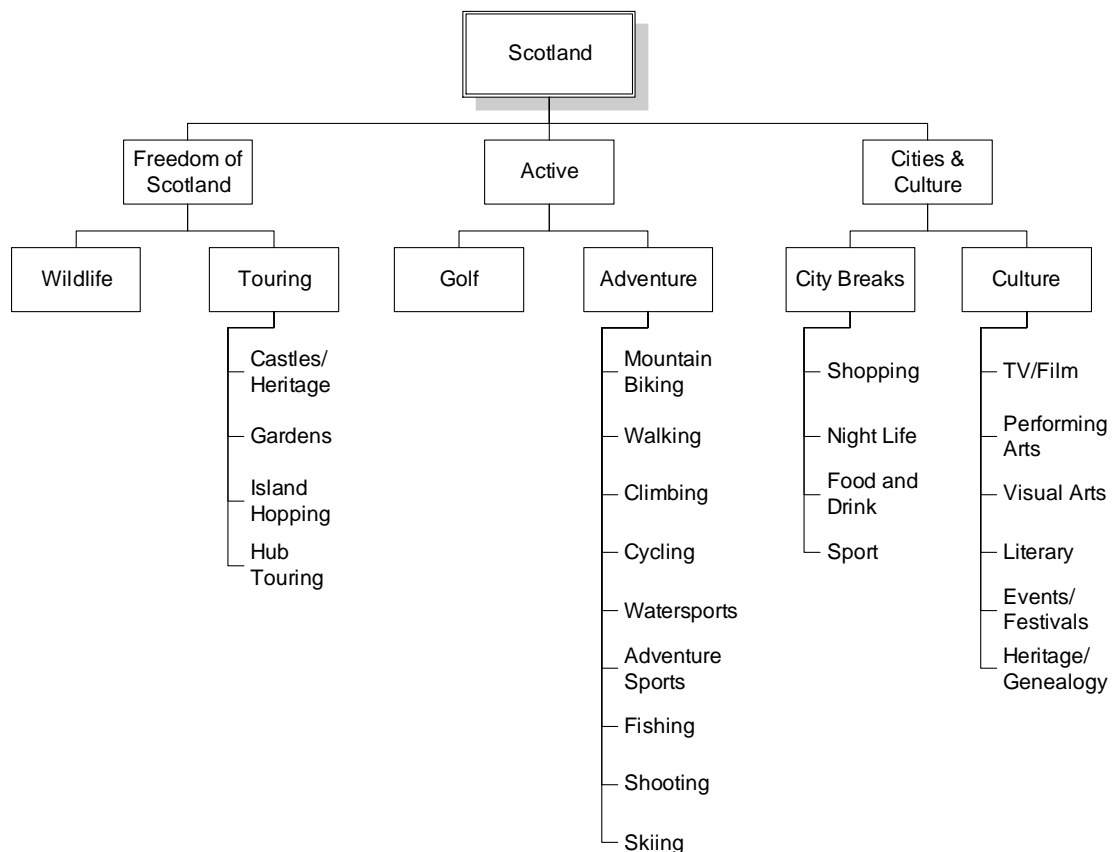 Scotland
Freedom of
Scotland
Active
Cities &
Culture
Wildlife
Touring
Golf
Adventure
City Breaks
Culture
Castles/
Heritage
Gardens
Island
Hopping
Hub
Touring
Mountain
Biking
Walking
Climbing
Cycling
Watersports
Adventure
Sports
Fishing
Shooting
Skiing
Shopping
Night Life
Food and
Drink
Sport
TV/Film
Performing
Arts
Visual Arts
Literary
Events/
Festivals
Heritage/
Genealogy